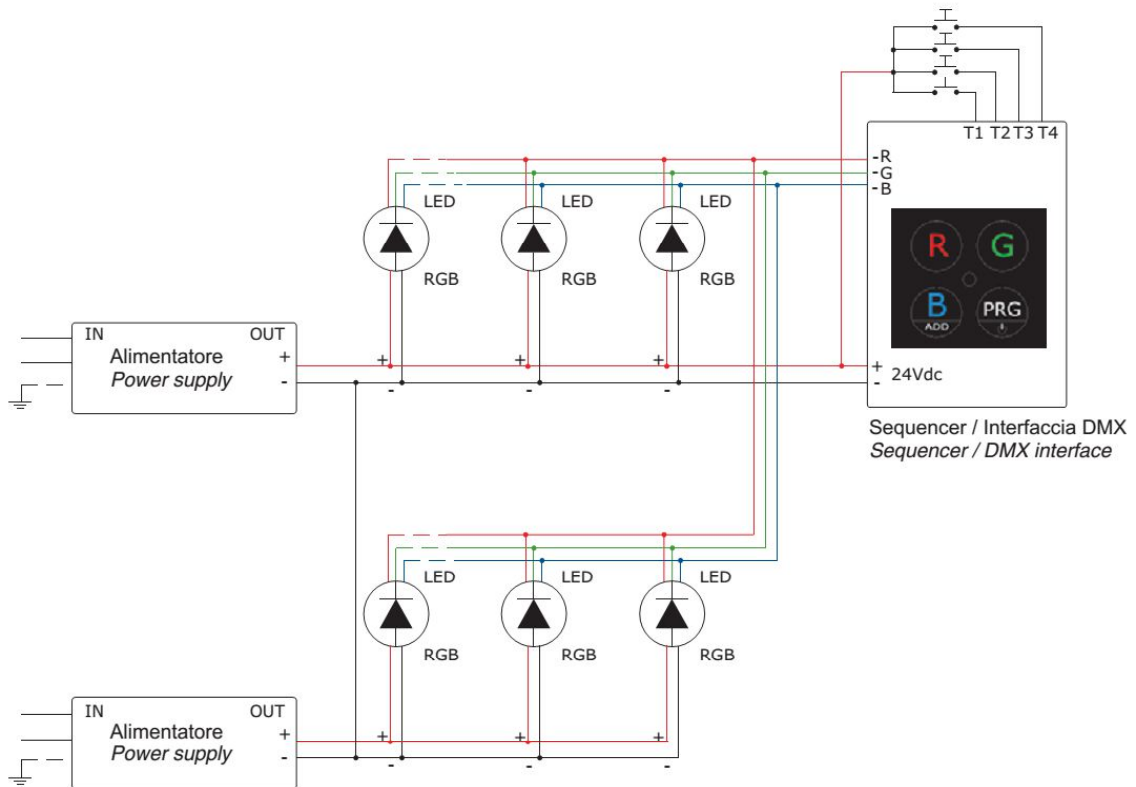 T1 T2 T3 T4
-R
-G
-B
LED LED LED
RGB RGB RGB
R G
B PRG
ADD
IN OUT
Alimentatore +
Power supply -
+ + +
- - -
+ 24Vdc
-
Sequencer / Interfaccia DMX
Sequencer / DMX interface
LED LED LED
RGB RGB RGB
IN OUT
Alimentatore +
Power supply -
+ + +
- - -